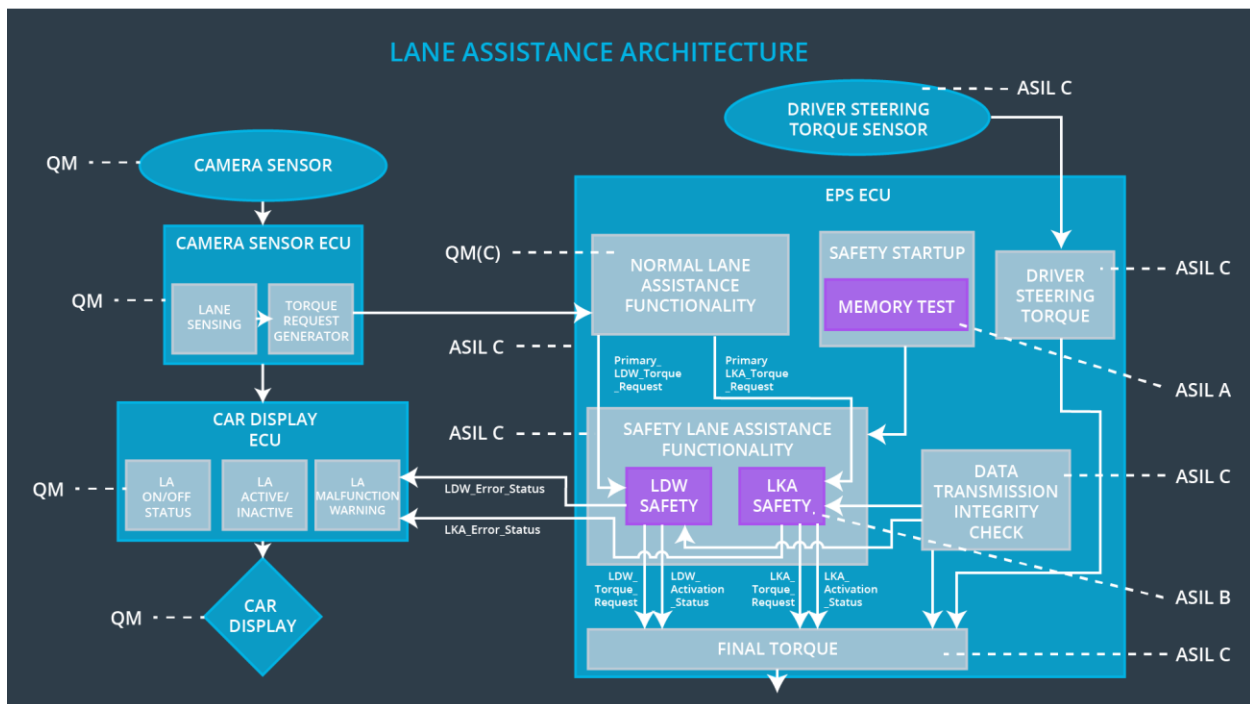 LANE ASSISTANCE ARCHITECTURE
ASIL C
DRIVER STEERING
TORQUE SENSOR
QM
CAMERA SENSOR
EPS ECU
CAMERA SENSOR ECU
QM(C)
NORMAL LANE
ASSISTANCE
FUNCTIONALITY
SAFETY STARTUP
MEMORY TEST
DRIVER
STEERING
TORQUE
ASIL C
QM
LANE
SENSING
TORQUE
REQUEST
GENERATOR
ASIL C
Primary_
LDW_Torque
_Request
Primary
LKA_Torque
_Request
ASIL A
CAR DISPLAY
ECU
ASIL C
SAFETY LANE ASSISTANCE
FUNCTIONALITY
QM
LA
ON/OFF
STATUS
LA
ACTIVE/
INACTIVE
LA
MALFUNCTION
WARNING
LDW_Error_Status
LKA_Error_Status
LDW
SAFETY
LKA
SAFETY
DATA
TRANSMISSION
INTEGRITY
CHECK
ASIL C
LDW_
Torque_
Request
LDW_
Activation
_Status
LKA_
Torque_
Request
LKA_
Activation
_Status
ASIL B
QM
CAR
DISPLAY
FINAL TORQUE
ASIL C